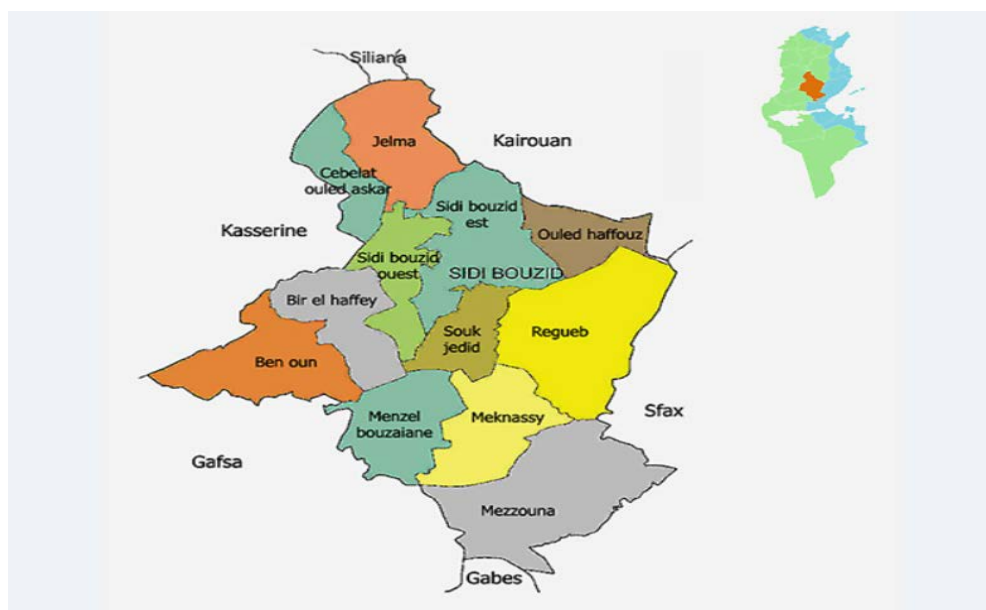 Siliana
Jelma
Kairouan
Cebelat
ouled askar
Sidi bouzid
est
Kasserine
Ouled haffouz
Sidi bouzid
ouest
SIDI BOUZID
Bir el haffey
Souk
jedid
Regueb
Ben oun
Sfax
Menzel
bouzaiane
Meknassy
Gafsa
Mezzouna
Gabes